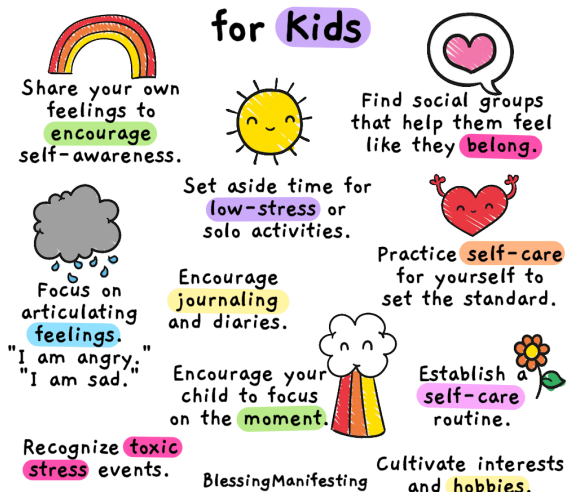 for Kids
Share your own
feelings to
encourage
self-awareness.
Find social groups
that help them feel
like they belong.
Set aside time for
low-stress or
solo activities.
Practice self-care
for yourself to
set the standard.
Focus on
articulating
feelings.
"I am angry."
"I am sad."
Encourage
journaling
and diaries.
Encourage your
child to focus
on the moment.
Establish a
self-care
routine.
Recognize toxic
stress events.
BlessingManifesting
Cultivate interests
and hobbies.